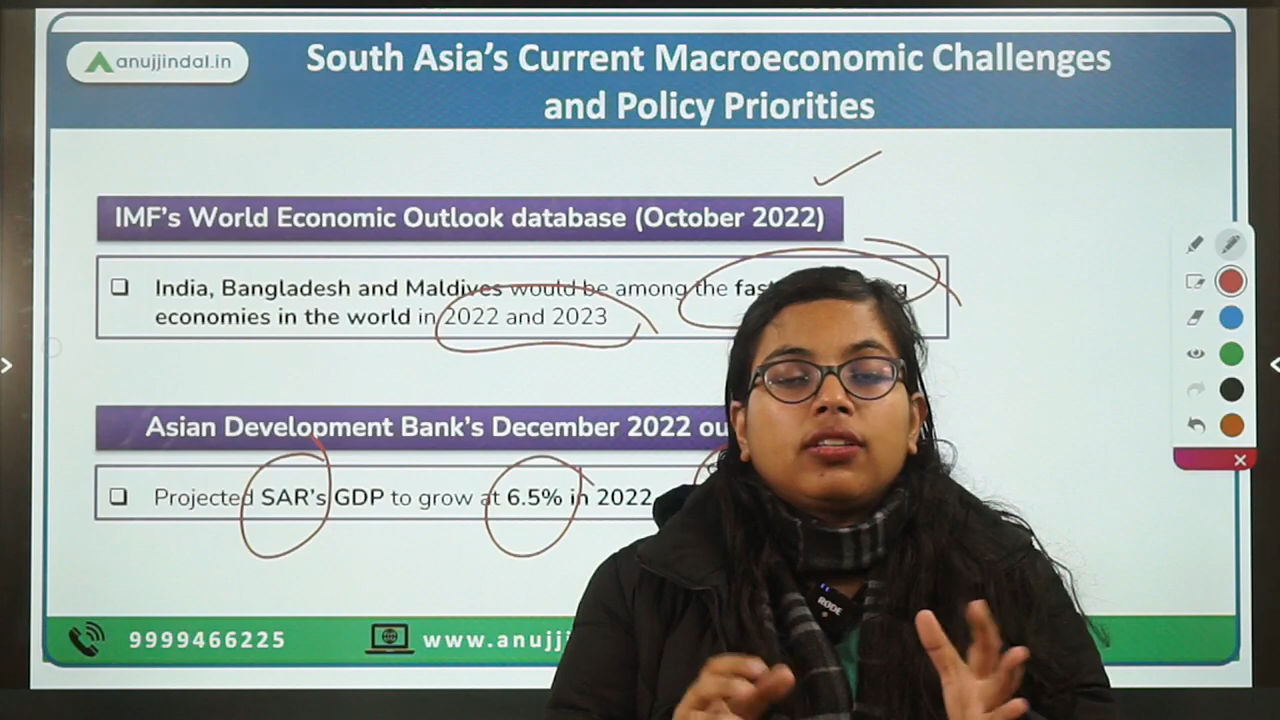 anujjindal.in
South Asia's Current Macroeconomic Challenges
and Policy Priorities
IMF's World Economic Outlook database (October 2022)
India, Bangladesh and Maldives would be among the
economies in the world in 2022 and 2023
Asian Development Bank's December 2022
Projected SAR's GDP to grow at 6.5% in 2022
9999466225
RODE